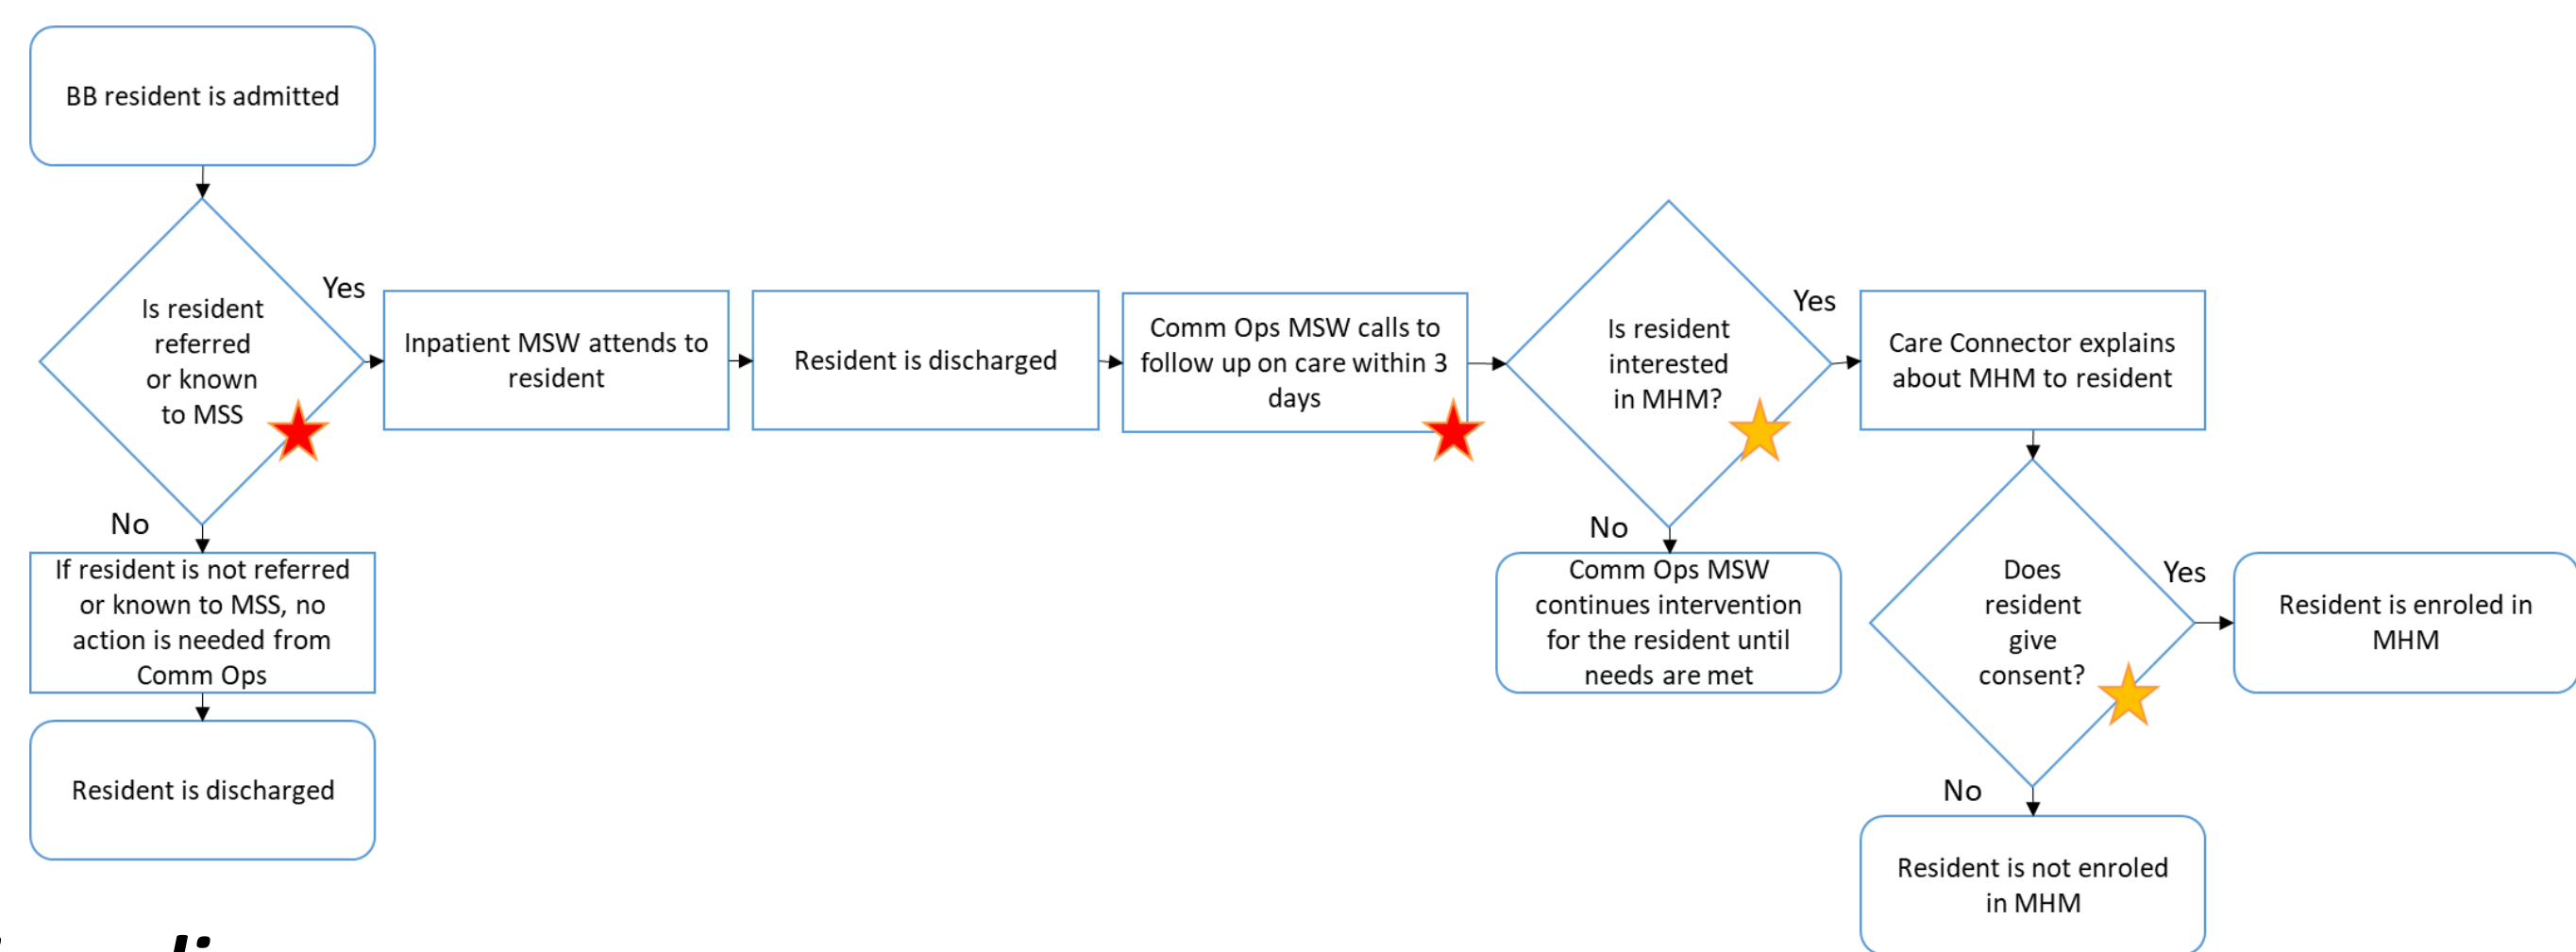 BB resident is admitted
Is resident
referred
or known
to MSS
Yes
Inpatient MSW attends to
resident
Resident is discharged
Comm Ops MSW calls to
follow up on care within 3
days
Is resident
interested
in MHM?
Yes
Care Connector explains
about MHM to resident
No
If resident is not referred
or known to MSS, no
action is needed from
Comm Ops
Resident is discharged
No
Comm Ops MSW
continues intervention
for the resident until
needs are met
Does
resident
give
consent?
Yes
Resident is enroled in
MHM
No
Resident is not enroled
in MHM